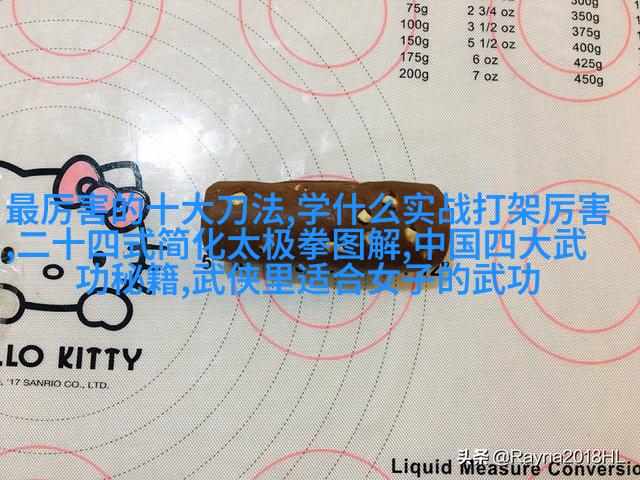 300g
75g 2 3/4 oz 350g
100g 3 1/2 oz 375g
150g 5 1/2 oz 400g
175g 6 oz 425g
200g 7 oz 450g
最厉害的十大刀法,学什么实战打架厉害
,二十四式简化太极拳图解,中国四大武
功秘籍,武侠里适合女子的武功
LLO KITTY
'17 SANRIO CO., LTD.
头条 @Rayna2018HL
Liquid Measure Conversio